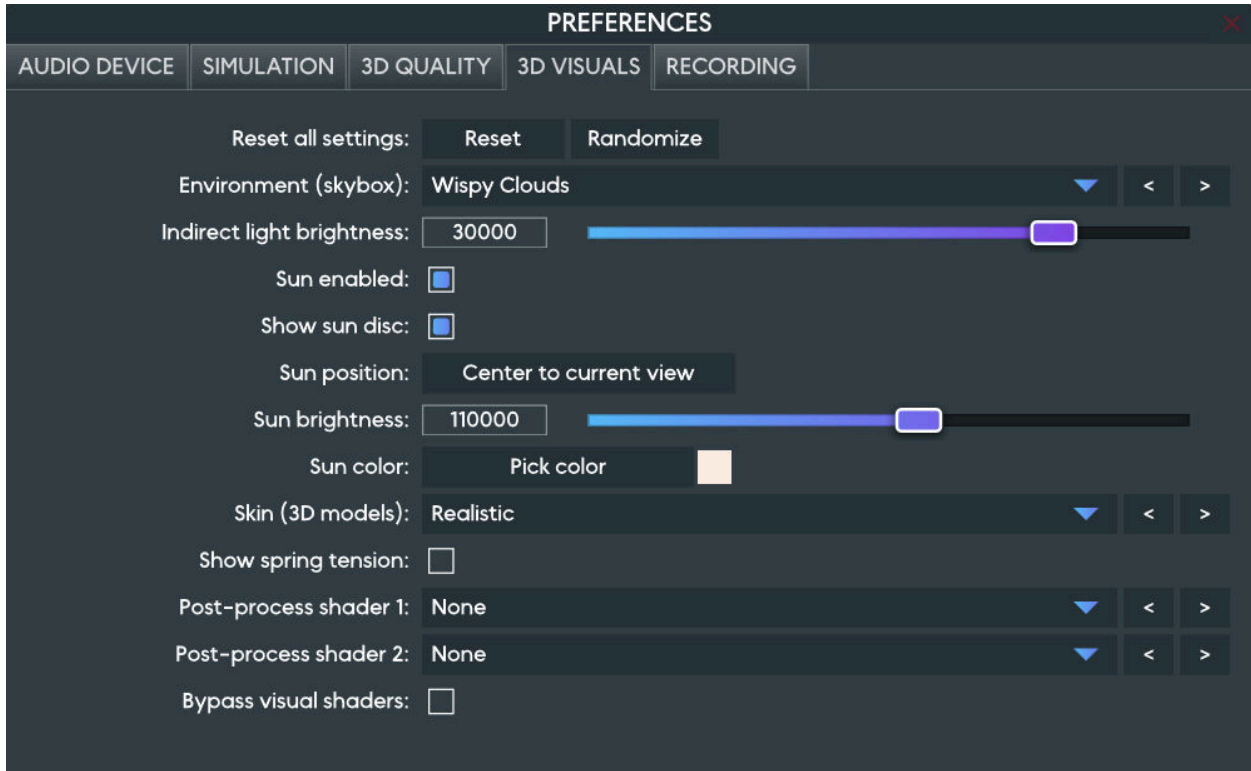 PREFERENCES
AUDIO DEVICE SIMULATION 3D QUALITY 3D VISUALS RECORDING
Reset all settings: Reset Randomize
Environment (skybox): Wispy Clouds < >
Indirect light brightness: 30000
Sun enabled:
Show sun disc:
Sun position: Center to current view
Sun brightness: 110000
Sun color: Pick color
Skin (3D models): Realistic < >
Show spring tension:
Post-process shader 1: None < >
Post-process shader 2: None < >
Bypass visual shaders: